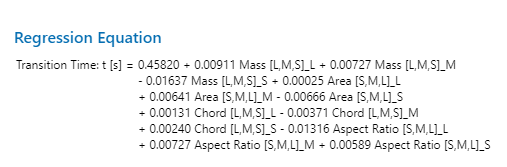 Regression Equation
Transition Time: t [s] = 0.45820 + 0.00911 Mass [L,M,S]_L + 0.00727 Mass [L,M,S]_M
- 0.01637 Mass [L,M,S]_S + 0.00025 Area [S,M,L]_L
+ 0.00641 Area [S,M,L]_M - 0.00666 Area [S,M,L]_S
+ 0.00131 Chord [L,M,S]_L - 0.00371 Chord [L,M,S]_M
+ 0.00240 Chord [L,M,S]_S - 0.01316 Aspect Ratio [S,M,L]_L
+ 0.00727 Aspect Ratio [S,M,L]_M + 0.00589 Aspect Ratio [S,M,L]_S